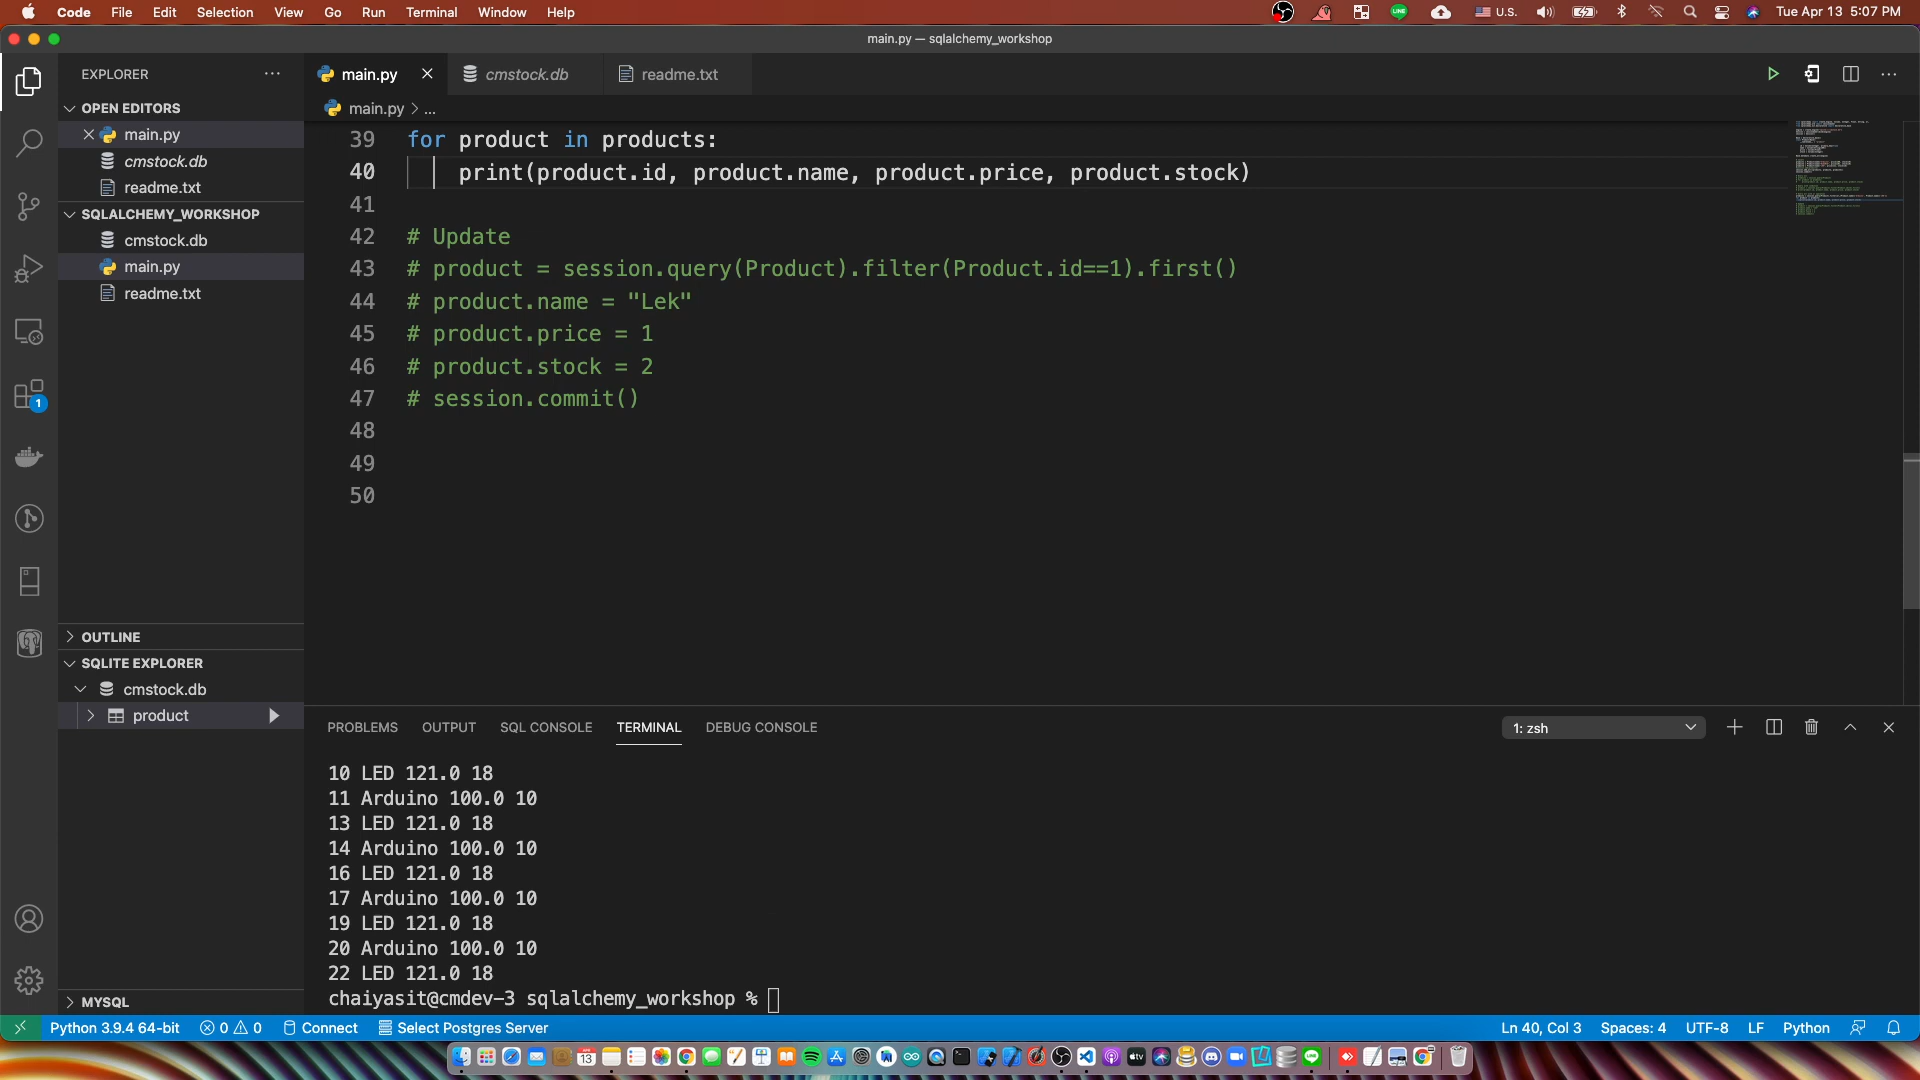 Code File Edit Selection View Go Run Terminal Window Help
LINE U.S. Tue Apr 13 5:07 PM
main.py — sqlalchemy_workshop
EXPLORER
OPEN EDITORS
main.py
cmstock.db
readme.txt
SQLALCHEMY_WORKSHOP
cmstock.db
main.py
readme.txt
1
OUTLINE
SQLITE EXPLORER
cmstock.db
product
MYSQL
main.py cmstock.db readme.txt
main.py > ...
39 for product in products:
40 print(product.id, product.name, product.price, product.stock)
41
42 # Update
43 # product = session.query(Product).filter(Product.id==1).first()
44 # product.name = "Lek"
45 # product.price = 1
46 # product.stock = 2
47 # session.commit()
48
49
50
PROBLEMS OUTPUT SQL CONSOLE TERMINAL DEBUG CONSOLE
1: zsh
10 LED 121.0 18
11 Arduino 100.0 10
13 LED 121.0 18
14 Arduino 100.0 10
16 LED 121.0 18
17 Arduino 100.0 10
19 LED 121.0 18
20 Arduino 100.0 10
22 LED 121.0 18
chaiyasit@cmdev-3 sqlalchemy_workshop %
Python 3.9.4 64-bit 0 0 Connect Select Postgres Server
Ln 40, Col 3 Spaces: 4 UTF-8 LF Python
13
tv